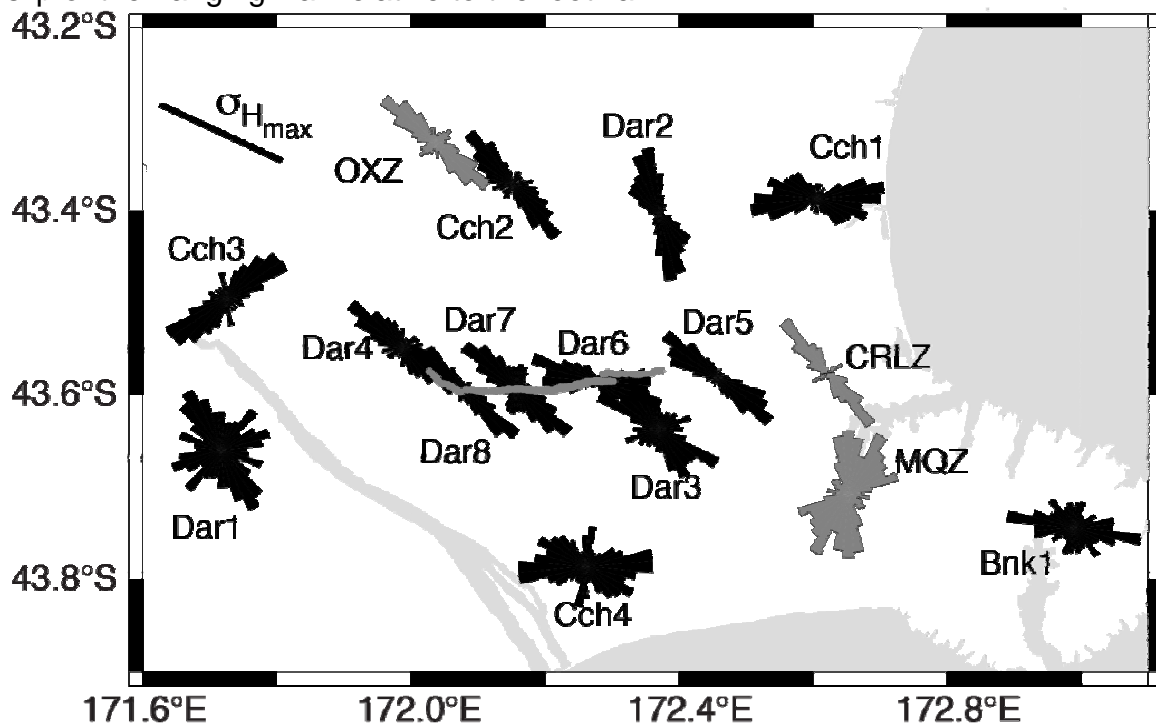 43.2°S
σHmax
Dar2
Cch1
OXZ
43.4°S
Cch2
Cch3
Dar7
Dar5
Dar4
Dar6
CRLZ
43.6°S
Dar8
MQZ
Dar3
Dar1
Bnk1
43.8°S
Cch4
171.6°E 172.0°E 172.4°E 172.8°E